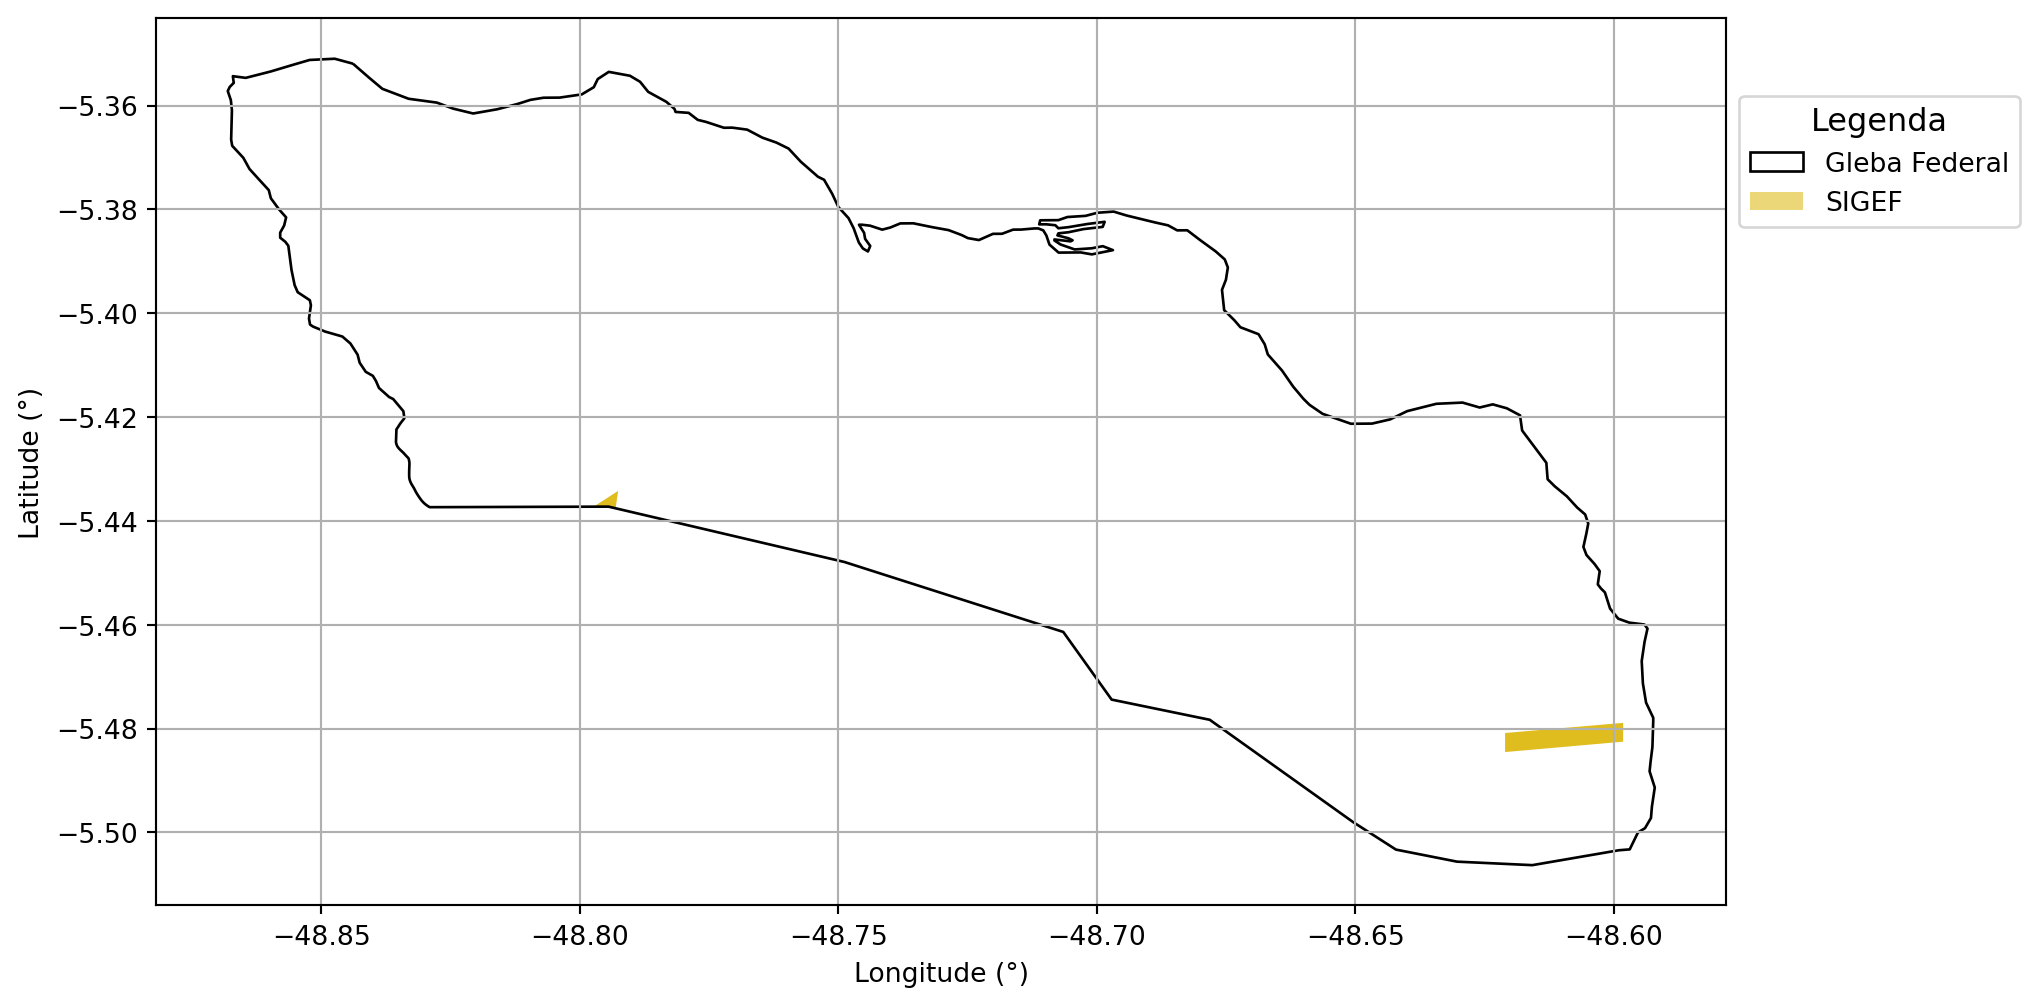 −5.36
−5.38
−5.40
−5.42
−5.44
−5.46
−5.48
−5.50
Latitude (°)
−48.85
−48.80
−48.75
−48.70
−48.65
−48.60
Longitude (°)
Legenda
Gleba Federal
SIGEF